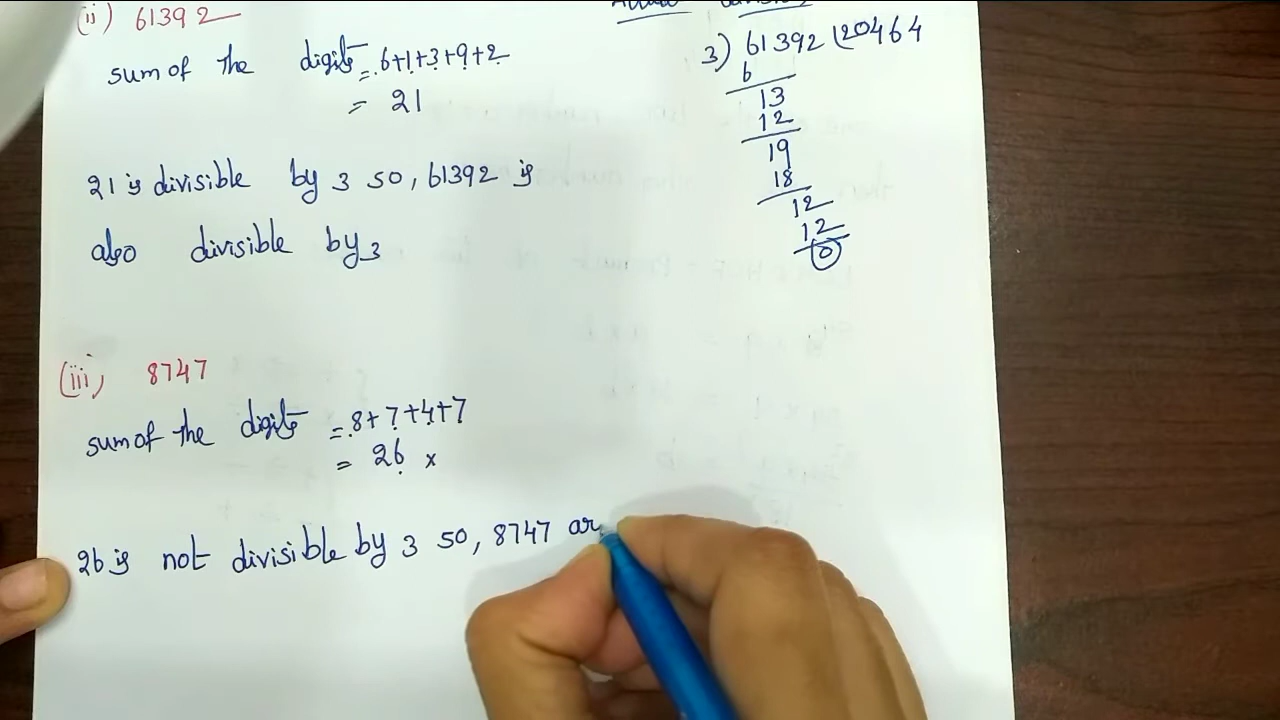 (ii) 61392
sum of the digits = 6+1+3+9+2
= 21
21 is divisible by 3 so, 61392 is
also divisible by 3
3) 61392 (20464
6
13
12
19
18
12
12
0
(iii) 8747
sum of the digits = 8+7+4+7
= 26 ×
26 is not divisible by 3 so, 8747 ar